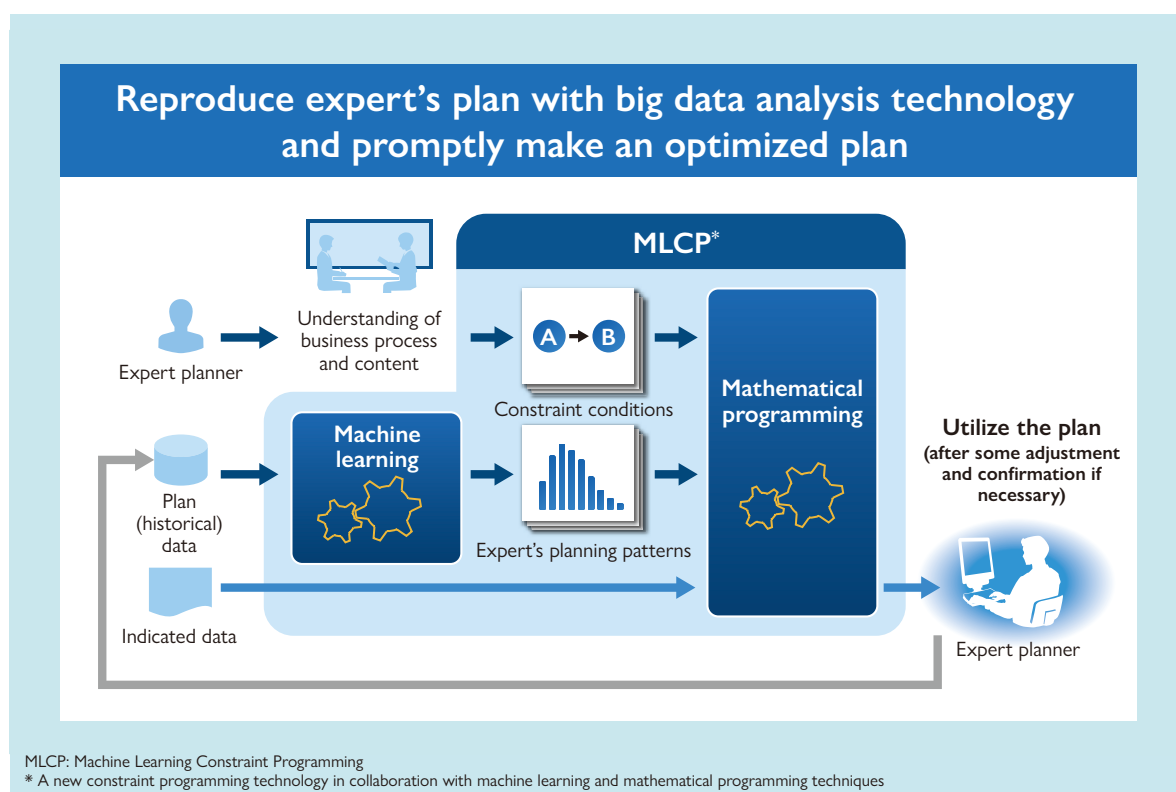 Reproduce expert’s plan with big data analysis technology
and promptly make an optimized plan
MLCP*
Expert planner
Understanding of
business process
and content
A
B
Constraint conditions
Mathematical
programming
Machine
learning
Plan
(historical)
data
Expert’s planning patterns
Indicated data
Utilize the plan
(after some adjustment
and confirmation if
necessary)
Expert planner
MLCP: Machine Learning Constraint Programming
* A new constraint programming technology in collaboration with machine learning and mathematical programming techniques